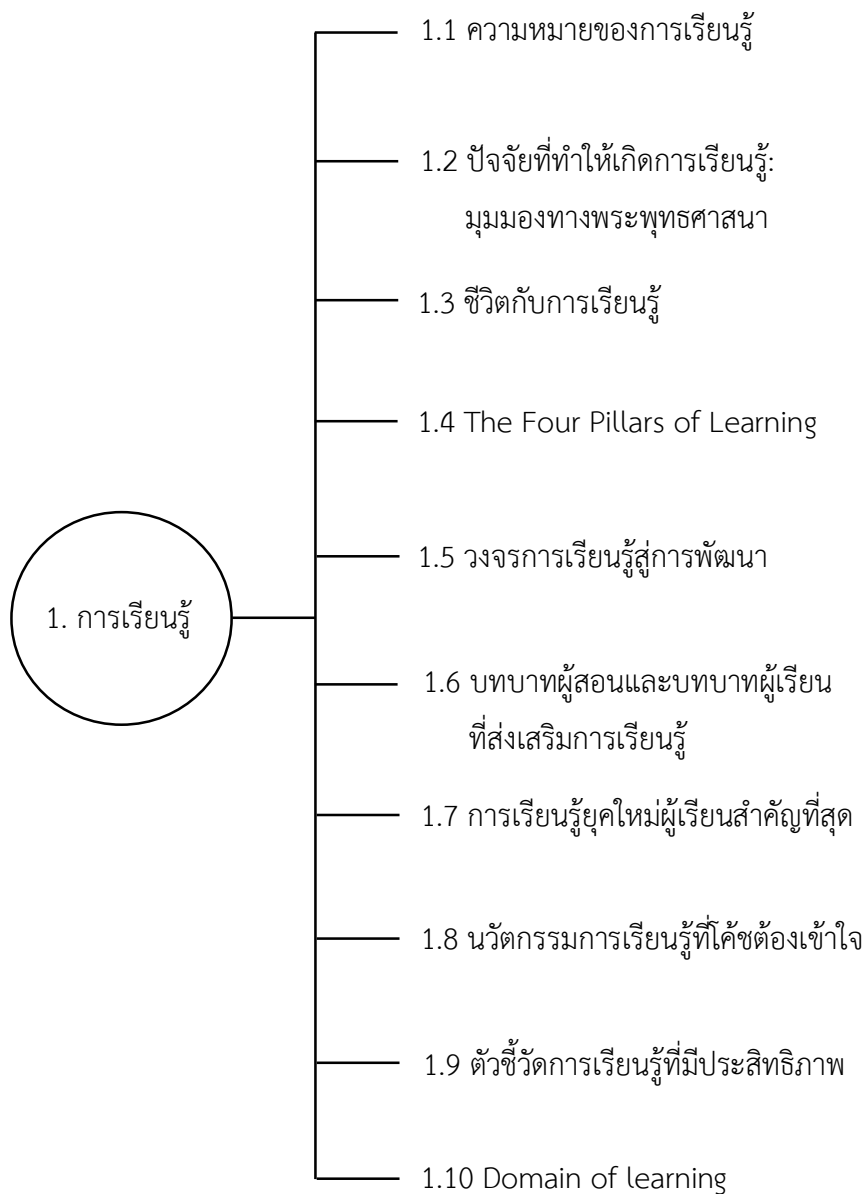 1.1 ความหมายของการเรียนรู้
1.2 ปัจจัยที่ทำให้เกิดการเรียนรู้:
มุมมองทางพระพุทธศาสนา
1.3 ชีวิตกับการเรียนรู้
1.4 The Four Pillars of Learning
1.5 วงจรการเรียนรู้สู่การพัฒนา
1. การเรียนรู้
1.6 บทบาทผู้สอนและบทบาทผู้เรียน
ที่ส่งเสริมการเรียนรู้
1.7 การเรียนรู้ยุคใหม่ผู้เรียนสำคัญที่สุด
1.8 นวัตกรรมการเรียนรู้ที่โค้ชต้องเข้าใจ
1.9 ตัวชี้วัดการเรียนรู้ที่มีประสิทธิภาพ
1.10 Domain of learning